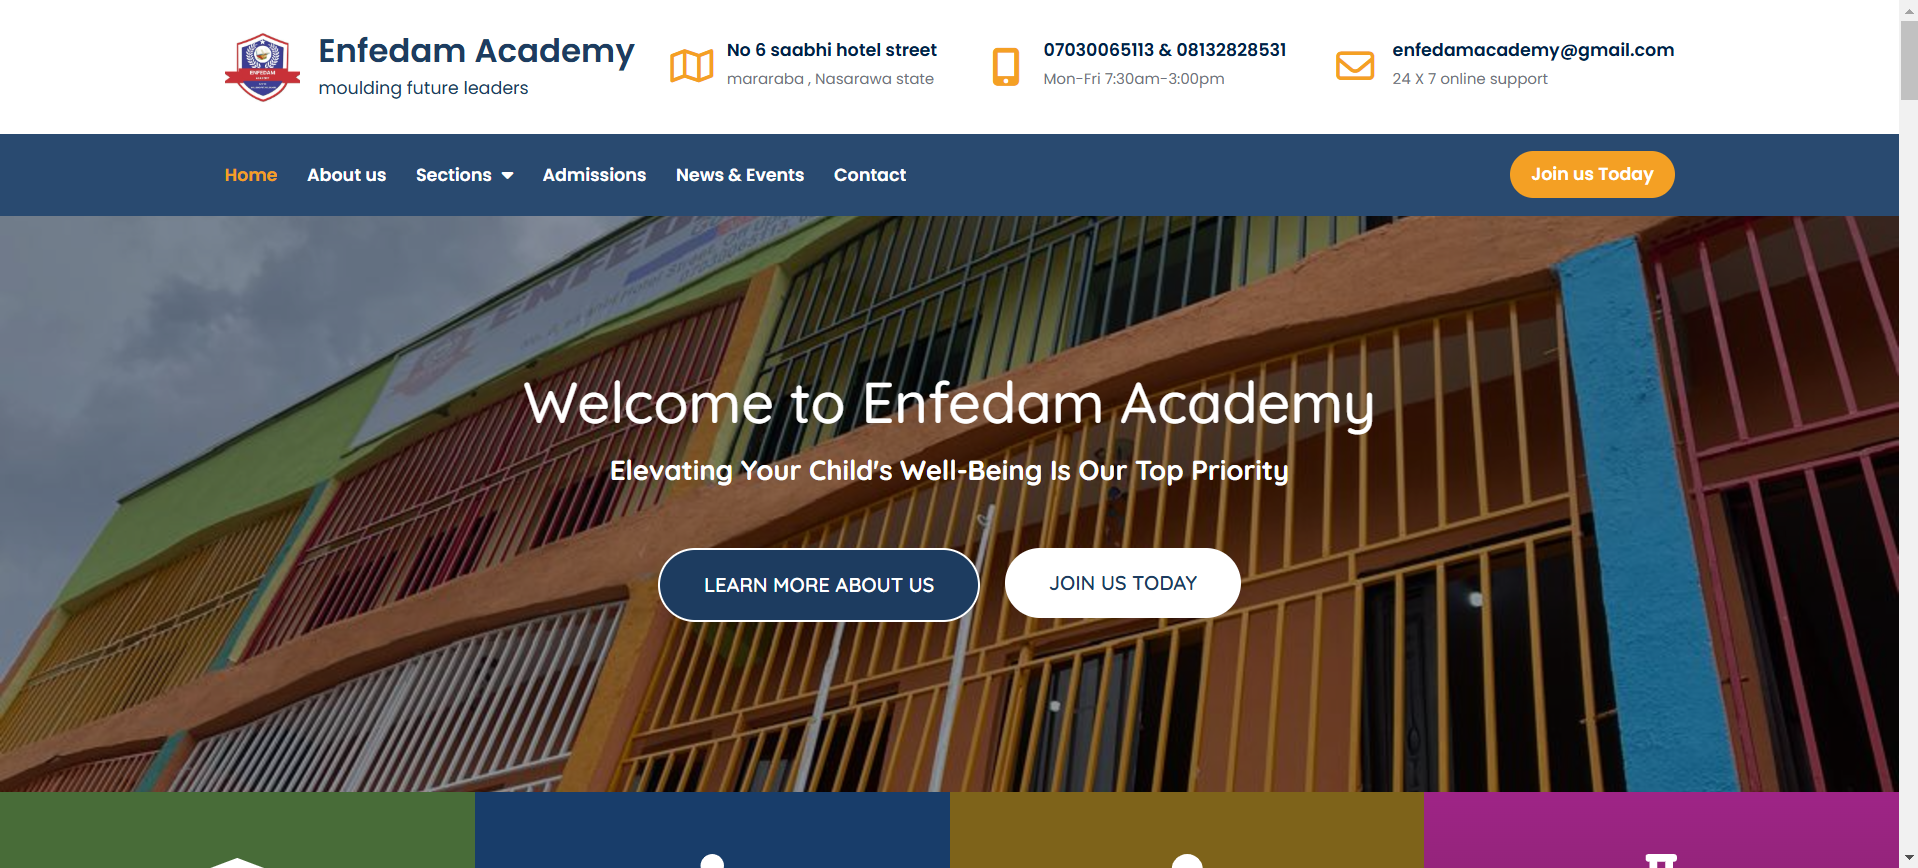 Enfedam Academy
moulding future leaders
No 6 saabhi hotel street
mararaba , Nasarawa state
07030065113 & 08132828531
Mon-Fri 7:30am-3:00pm
enfedamacademy@gmail.com
24 X 7 online support
ENFEDAM
Home
About us
Sections
Admissions
News & Events
Contact
Join us Today
07030065113,
Welcome to Enfedam Academy
Elevating Your Child's Well-Being Is Our Top Priority
LEARN MORE ABOUT US
JOIN US TODAY